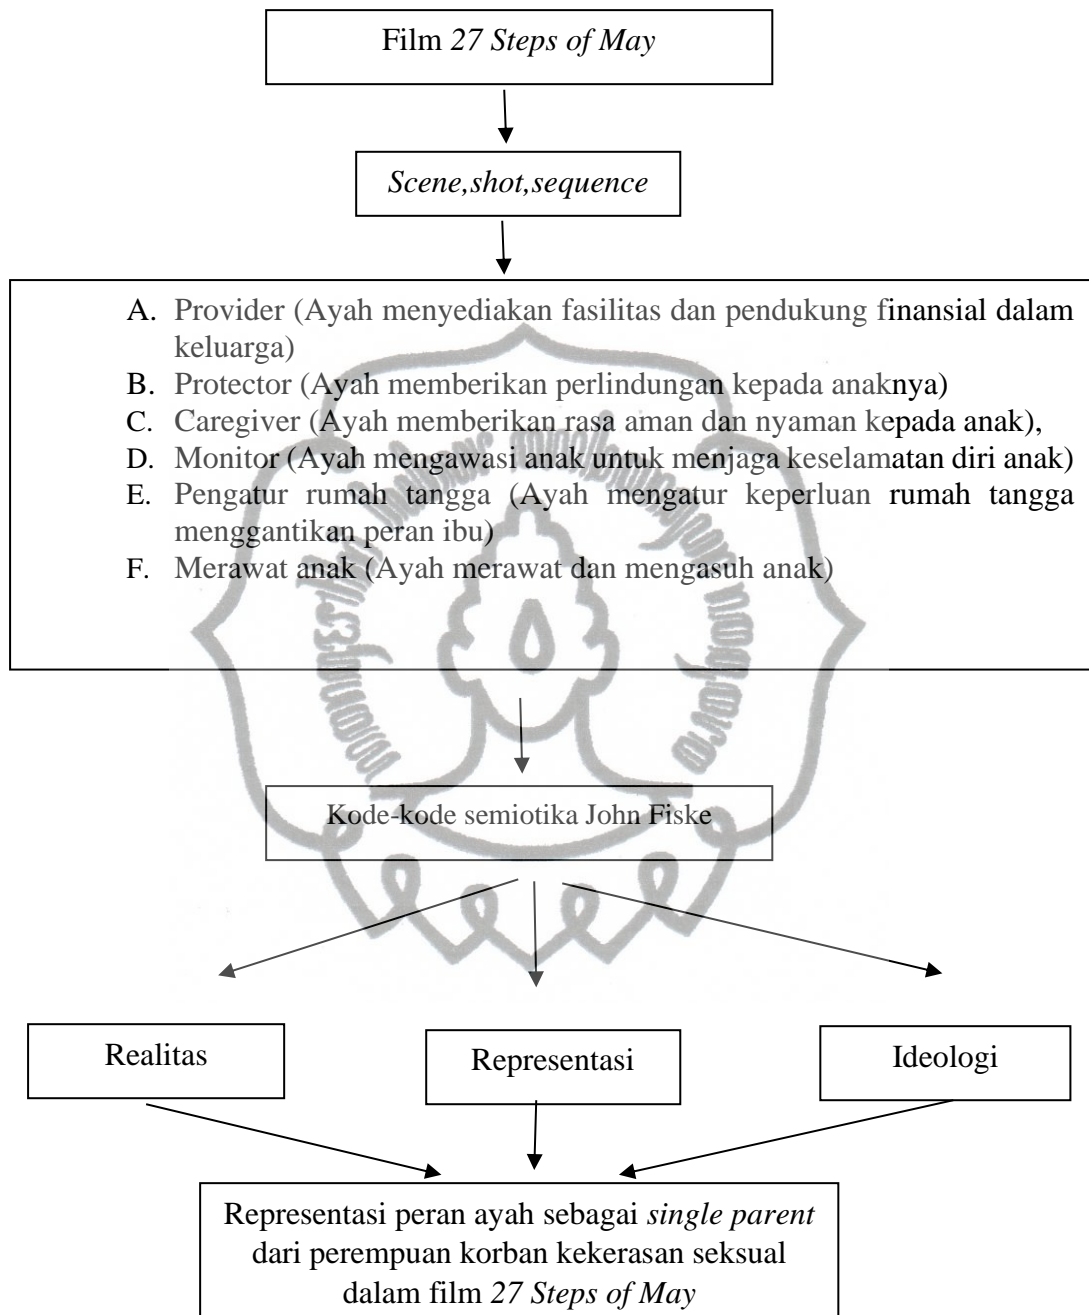 Film 27 Steps of May
Scene,shot,sequence
A. Provider (Ayah menyediakan fasilitas dan pendukung finansial dalam
keluarga)
B. Protector (Ayah memberikan perlindungan kepada anaknya)
C. Caregiver (Ayah memberikan rasa aman dan nyaman kepada anak),
D. Monitor (Ayah mengawasi anak untuk menjaga keselamatan diri anak)
E. Pengatur rumah tangga (Ayah mengatur keperluan rumah tangga
menggantikan peran ibu)
F. Merawat anak (Ayah merawat dan mengasuh anak)
Kode-kode semiotika John Fiske
Realitas
Representasi
Ideologi
Representasi peran ayah sebagai single parent
dari perempuan korban kekerasan seksual
dalam film 27 Steps of May